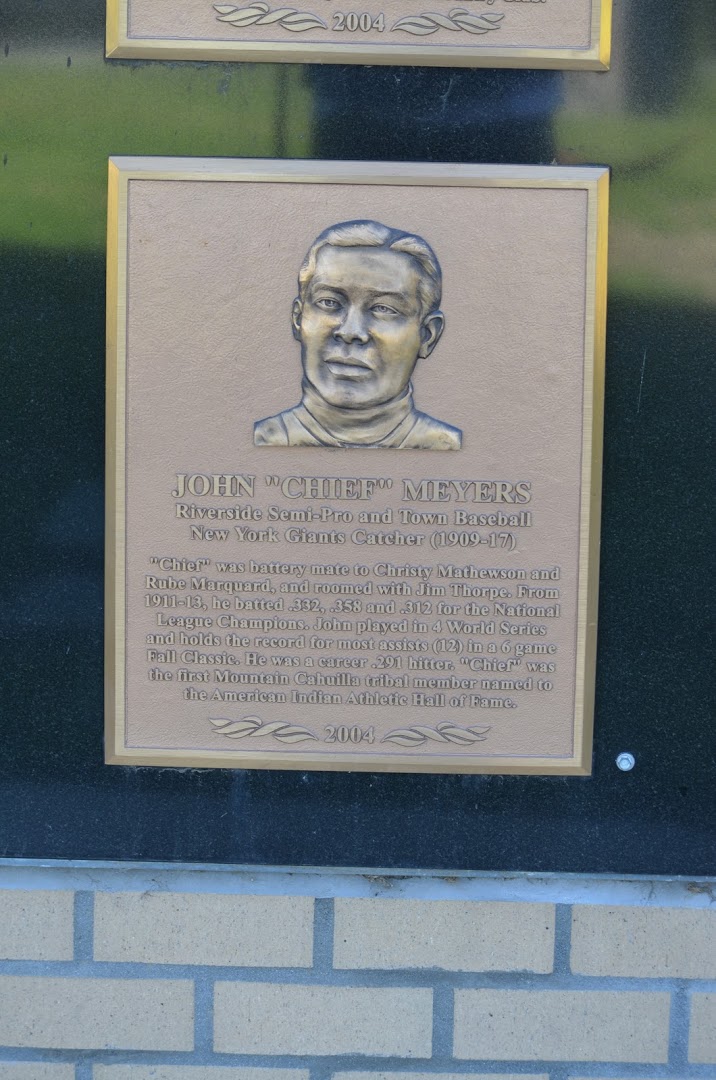 2004
JOHN "CHIEF" MEYERS
Riverside Semi-Pro and Town Baseball
New York Giants Catcher (1909-17)
"Chief" was battery mate to Christy Mathewson and
Rube Marquard, and roomed with Jim Thorpe. From
1911-13, he batted .332, .358 and .312 for the National
League Champions. John played in 4 World Series
and holds the record for most assists (12) in a 6 game
Fall Classic. He was a career .291 hitter. "Chief" was
the first Mountain Cahuilla tribal member named to
the American Indian Athletic Hall of Fame.
2004